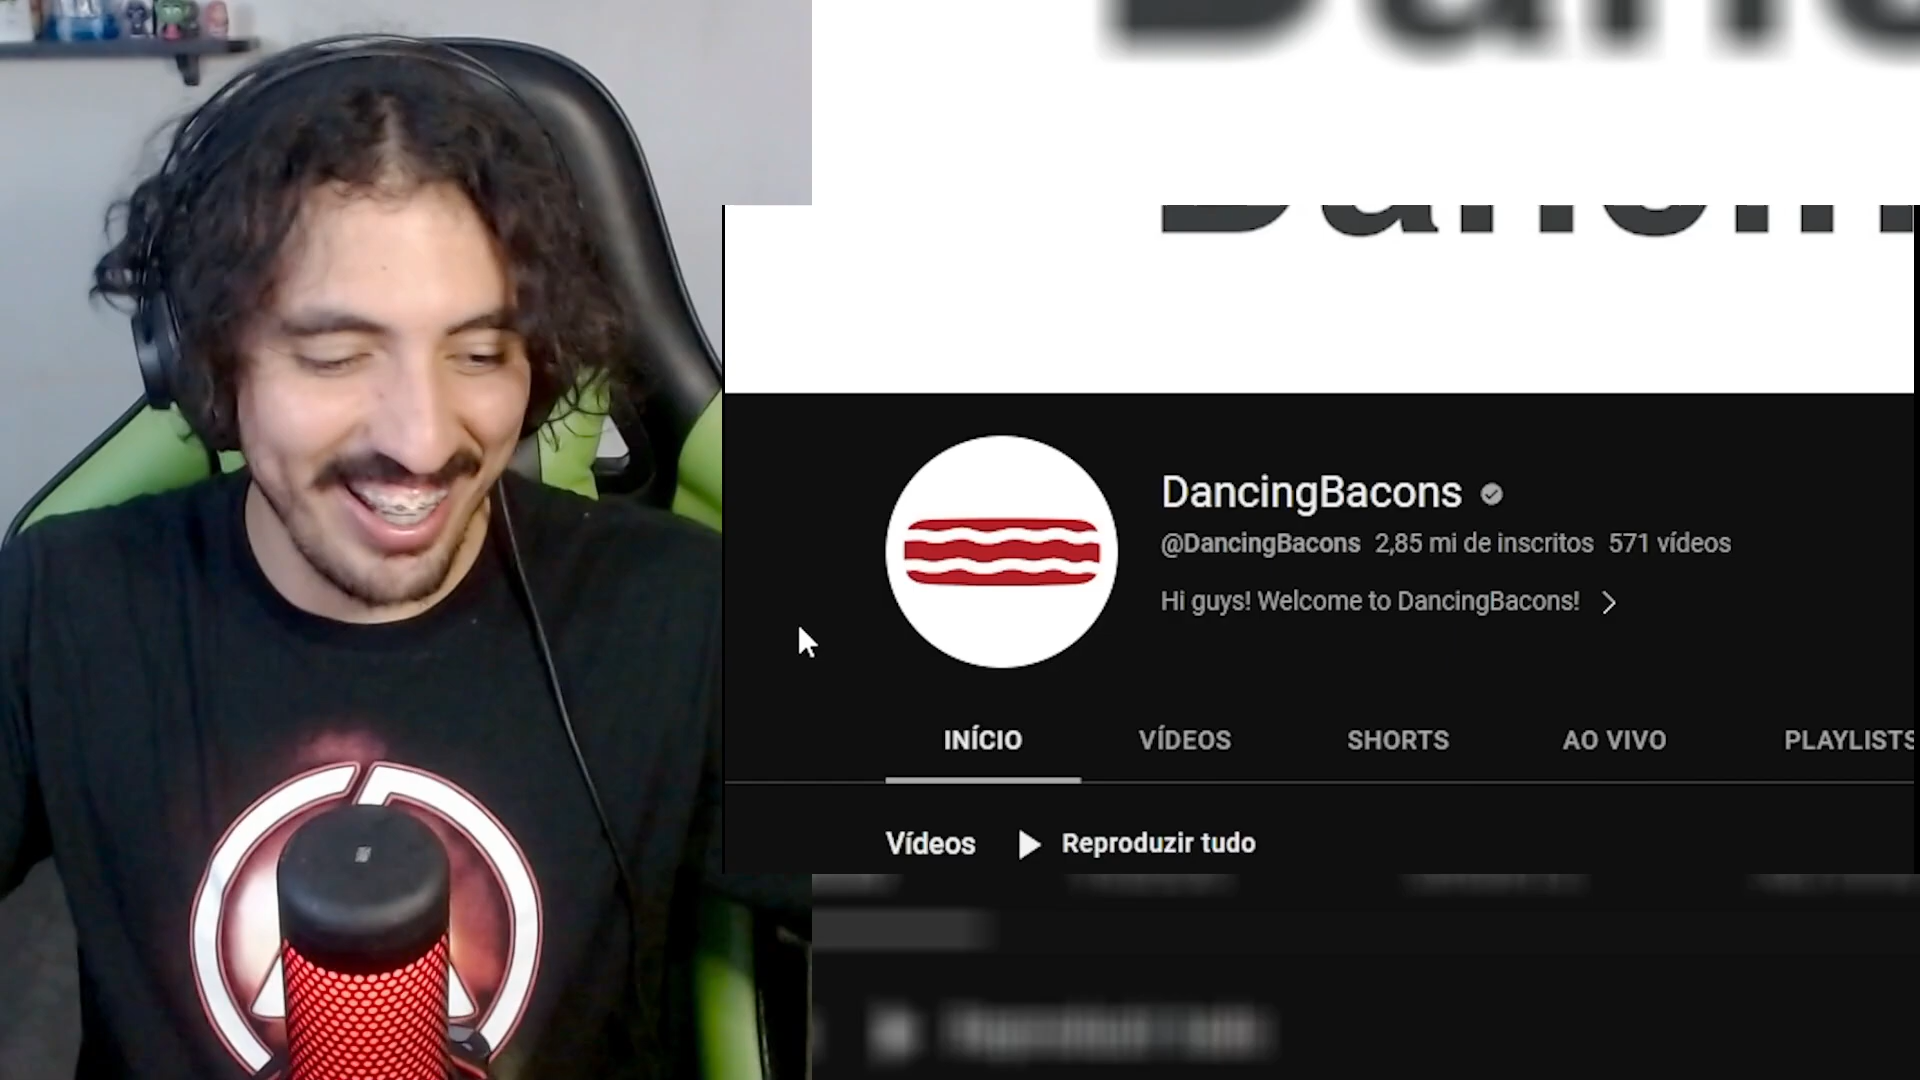 DancingBacons
@DancingBacons 2,85 mi de inscritos 571 vídeos
Hi guys! Welcome to DancingBacons!
INÍCIO VÍDEOS SHORTS AO VIVO PLAYLISTS
Vídeos Reproduzir tudo